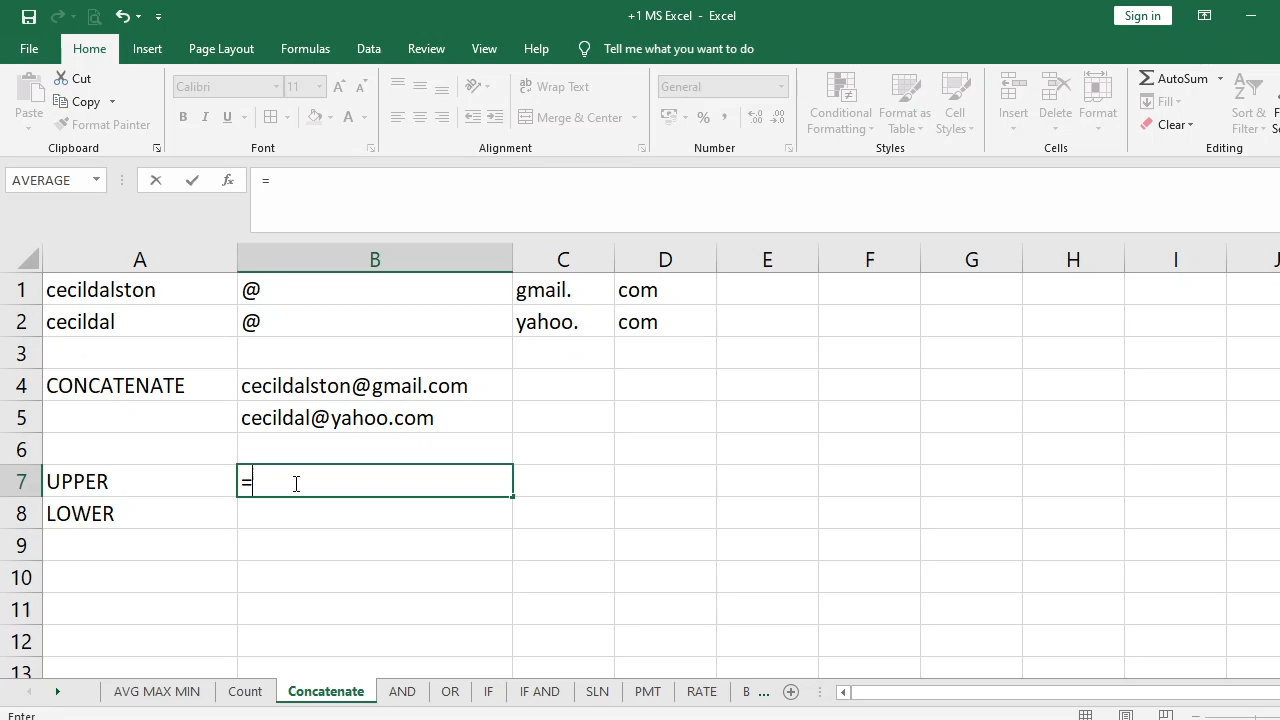 +1 MS Excel - Excel
Sign in
File Home Insert Page Layout Formulas Data Review View Help Tell me what you want to do
Paste
Cut
Copy
Format Painter
Clipboard
Calibri 11
B I U
Font
Wrap Text
Merge & Center
Alignment
General
Number
Conditional Formatting
Format as Table
Cell Styles
Styles
Insert Delete Format
Cells
AutoSum
Fill
Clear
Sort &
Filter
Editing
AVERAGE fx =
A B C D E F G H I J
1 cecildalston @ gmail. com
2 cecildal @ yahoo. com
3
4 CONCATENATE cecildalston@gmail.com
5 cecildal@yahoo.com
6
7 UPPER =
8 LOWER
9
10
11
12
13
AVG MAX MIN Count Concatenate AND OR IF IF AND SLN PMT RATE B ...
Enter